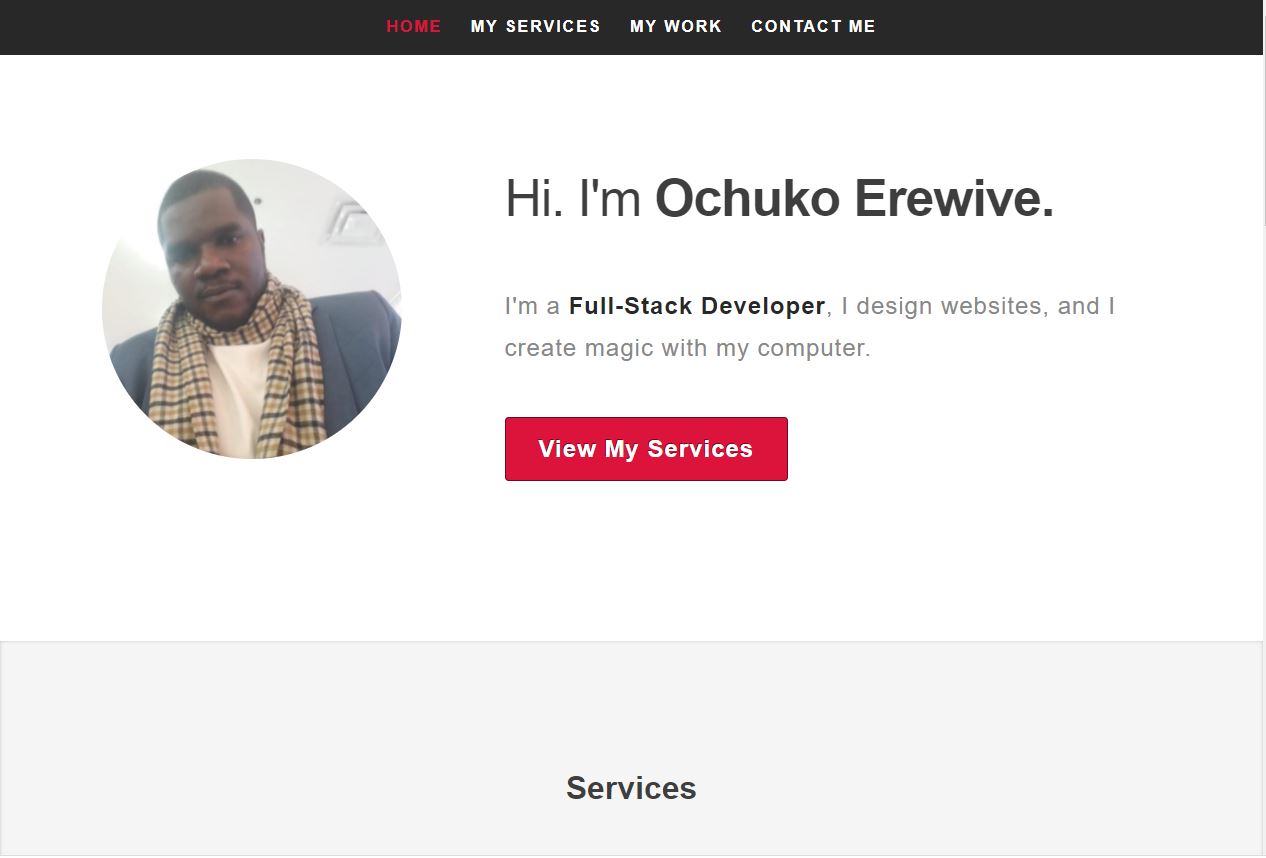 HOME MY SERVICES MY WORK CONTACT ME
Hi. I'm Ochuko Erewive.
I'm a Full-Stack Developer, I design websites, and I
create magic with my computer.
View My Services
Services